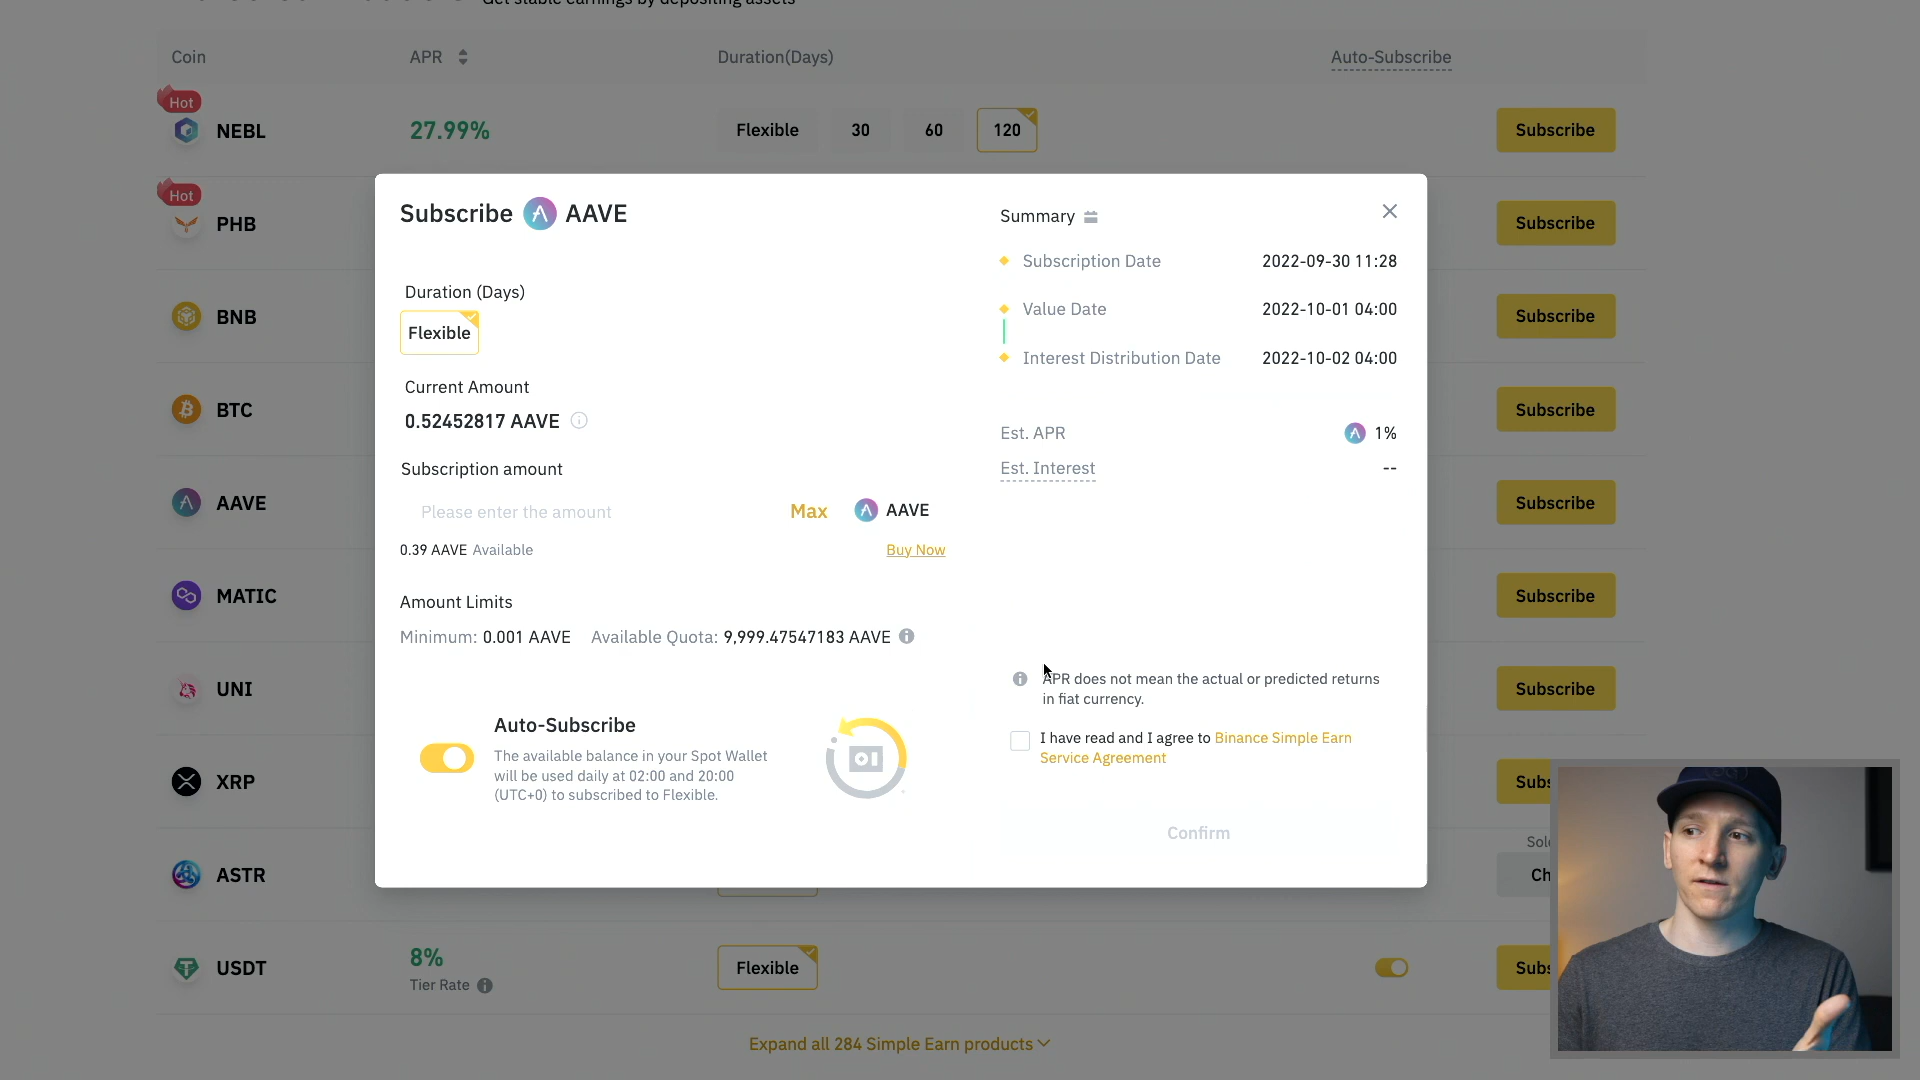 Get stable earnings by depositing assets
Coin APR Duration(Days) Auto-Subscribe
Hot
NEBL 27.99% Flexible 30 60 120 Subscribe
Hot
PHB Subscribe
BNB Subscribe
BTC Subscribe
AAVE Subscribe
MATIC Subscribe
UNI Subscribe
XRP Subs
Sol
ASTR Ch
USDT 8% Flexible Subs
Tier Rate
Expand all 284 Simple Earn products
Subscribe AAVE
Duration (Days)
Flexible
Current Amount
0.52452817 AAVE
Subscription amount
Please enter the amount Max AAVE
0.39 AAVE Available Buy Now
Amount Limits
Minimum: 0.001 AAVE Available Quota: 9,999.47547183 AAVE
Auto-Subscribe
The available balance in your Spot Wallet
will be used daily at 02:00 and 20:00
(UTC+0) to subscribed to Flexible.
Summary
Subscription Date 2022-09-30 11:28
Value Date 2022-10-01 04:00
Interest Distribution Date 2022-10-02 04:00
Est. APR 1%
Est. Interest --
APR does not mean the actual or predicted returns
in fiat currency.
I have read and I agree to Binance Simple Earn
Service Agreement
Confirm